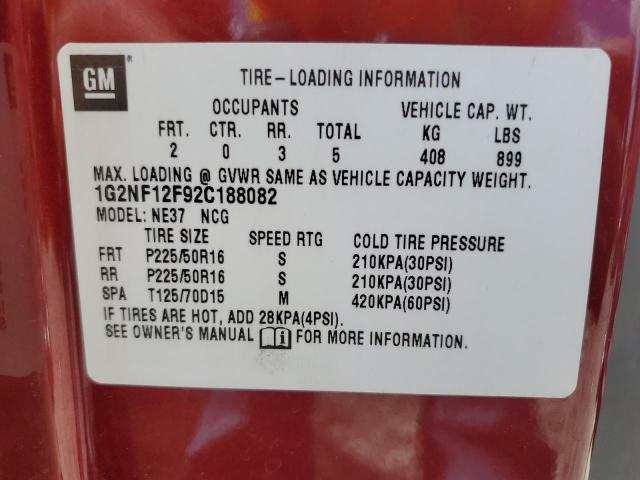 GM ®
TIRE-LOADING INFORMATION
OCCUPANTS VEHICLE CAP. WT.
FRT. CTR. RR. TOTAL KG LBS
2 0 3 5 408 899
MAX. LOADING @ GVWR SAME AS VEHICLE CAPACITY WEIGHT.
1G2NF12F92C188082
MODEL: NE37 NCG
TIRE SIZE SPEED RTG COLD TIRE PRESSURE
FRT P225/50R16 S 210KPA(30PSI)
RR P225/50R16 S 210KPA(30PSI)
SPA T125/70D15 M 420KPA(60PSI)
IF TIRES ARE HOT, ADD 28KPA(4PSI).
SEE OWNER'S MANUAL FOR MORE INFORMATION.